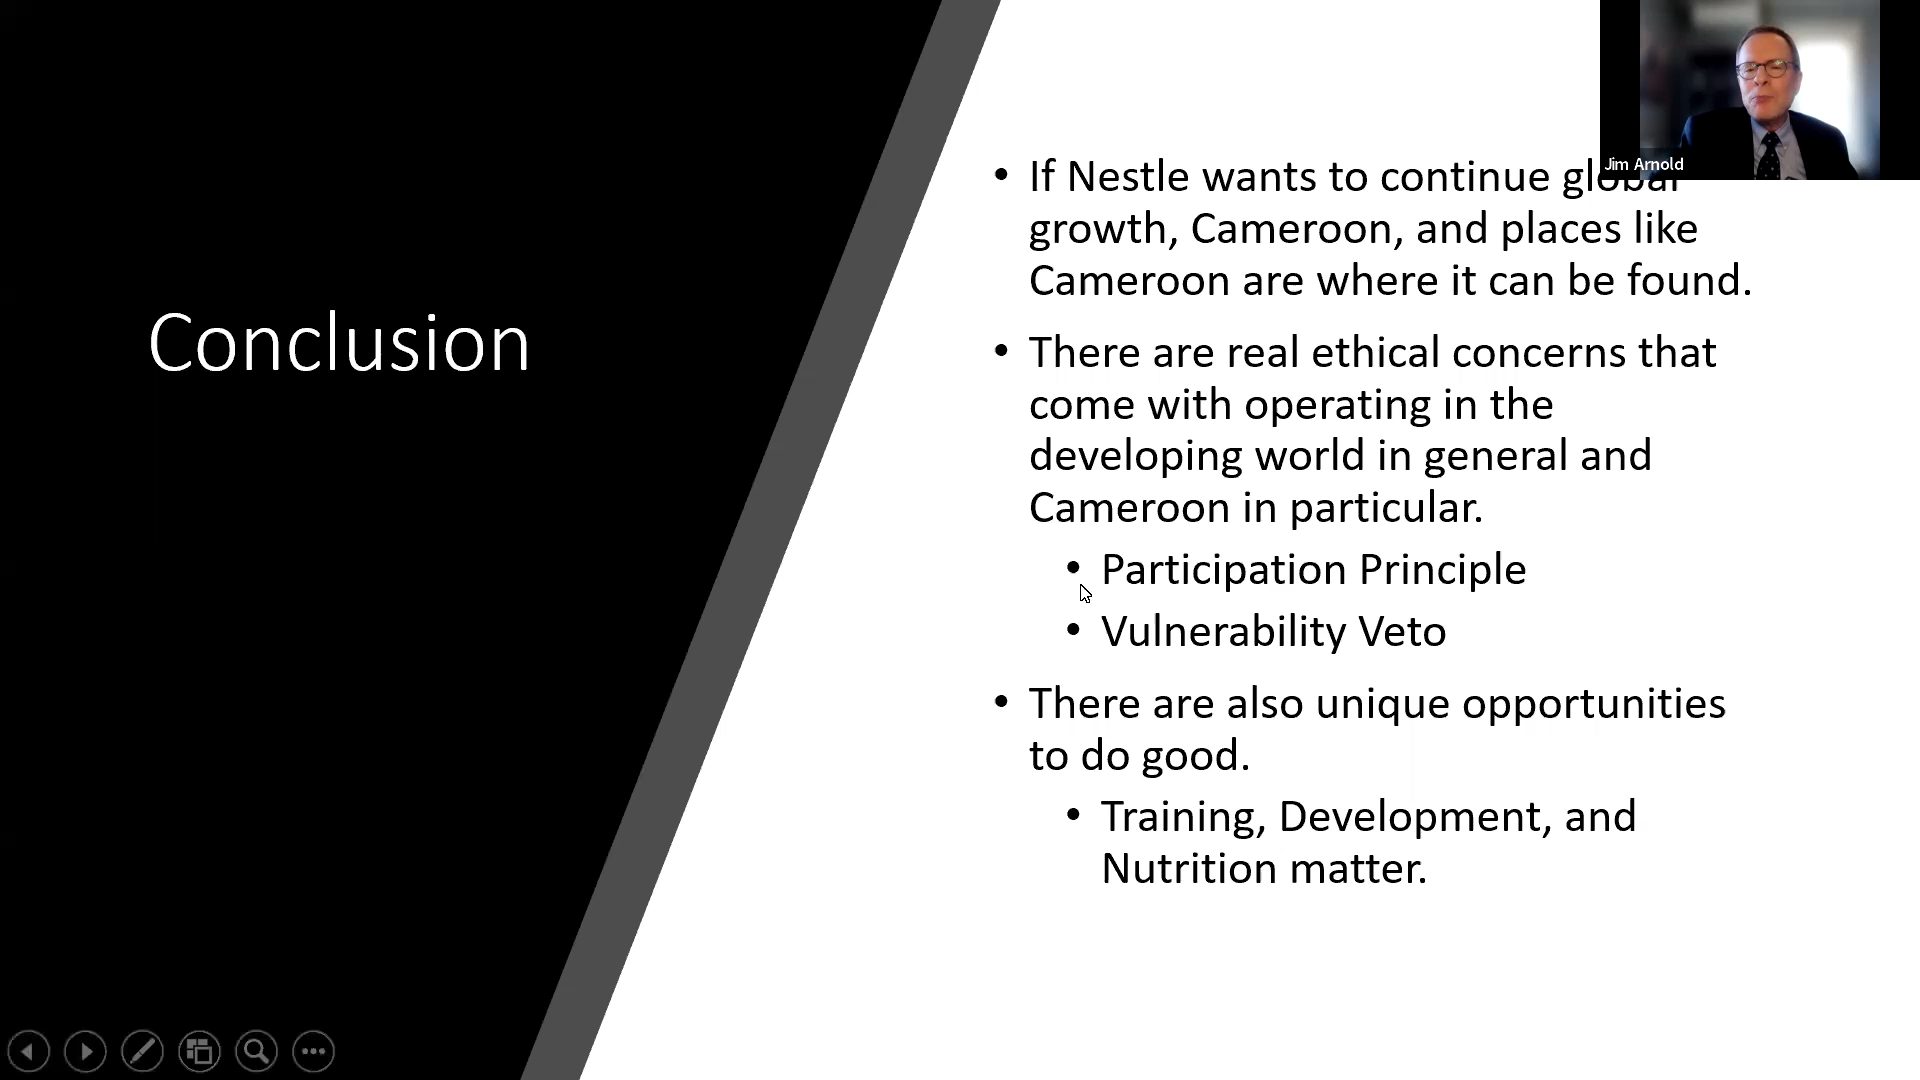 Jim Arnold
Conclusion
• If Nestle wants to continue global
growth, Cameroon, and places like
Cameroon are where it can be found.
• There are real ethical concerns that
come with operating in the
developing world in general and
Cameroon in particular.
• Participation Principle
• Vulnerability Veto
• There are also unique opportunities
to do good.
• Training, Development, and
Nutrition matter.